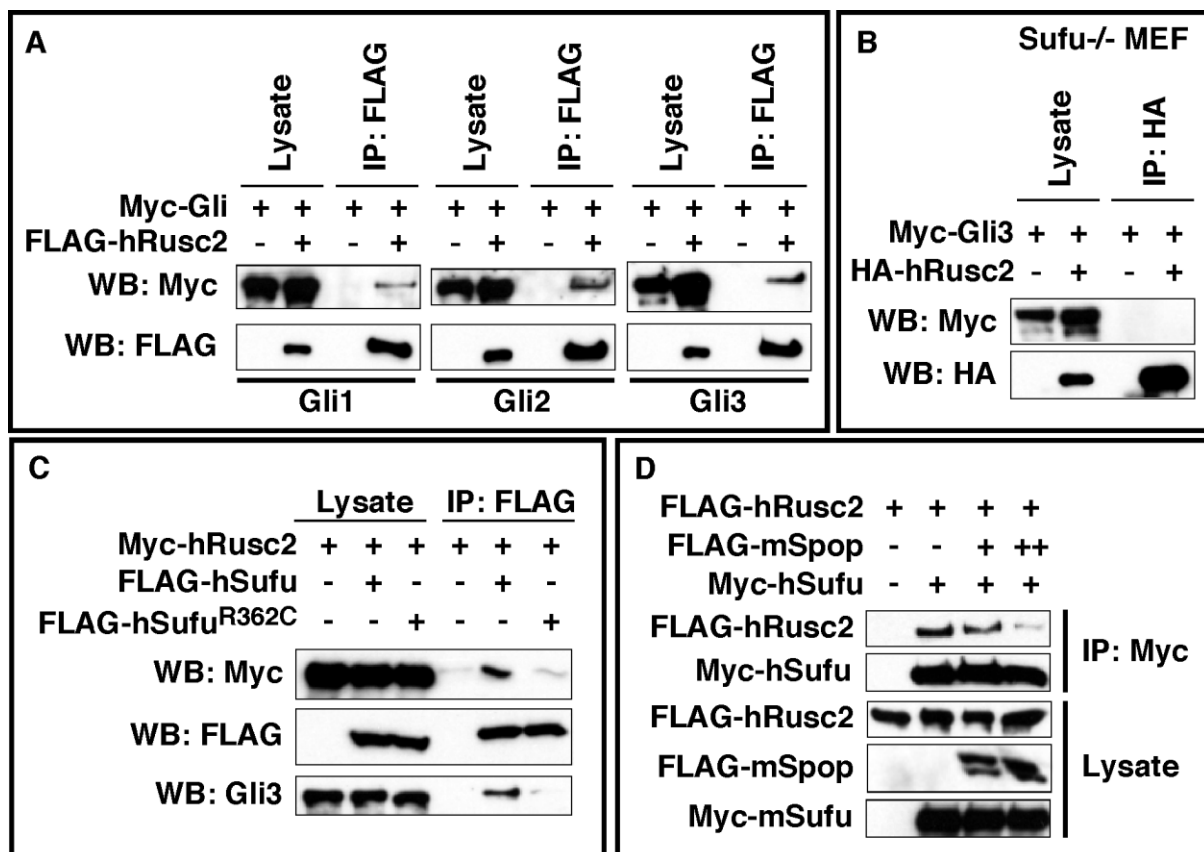 A
Lysate
IP: FLAG
Lysate
IP: FLAG
Lysate
IP: FLAG
Myc-Gli + + + + + + + + + + + +
FLAG-hRusc2 - + - + - + - + - + - +
WB: Myc
WB: FLAG
Gli1 Gli2 Gli3
B
Sufu-/- MEF
Lysate
IP: HA
Myc-Gli3 + + + +
HA-hRusc2 - + - +
WB: Myc
WB: HA
C
Lysate IP: FLAG
Myc-hRusc2 + + + + + +
FLAG-hSufu - + - - + -
FLAG-hSufuR362C - - + - - +
WB: Myc
WB: FLAG
WB: Gli3
D
FLAG-hRusc2 + + + +
FLAG-mSpop - - + ++
Myc-hSufu - + + +
FLAG-hRusc2
Myc-hSufu
IP: Myc
FLAG-hRusc2
FLAG-mSpop
Myc-mSufu
Lysate